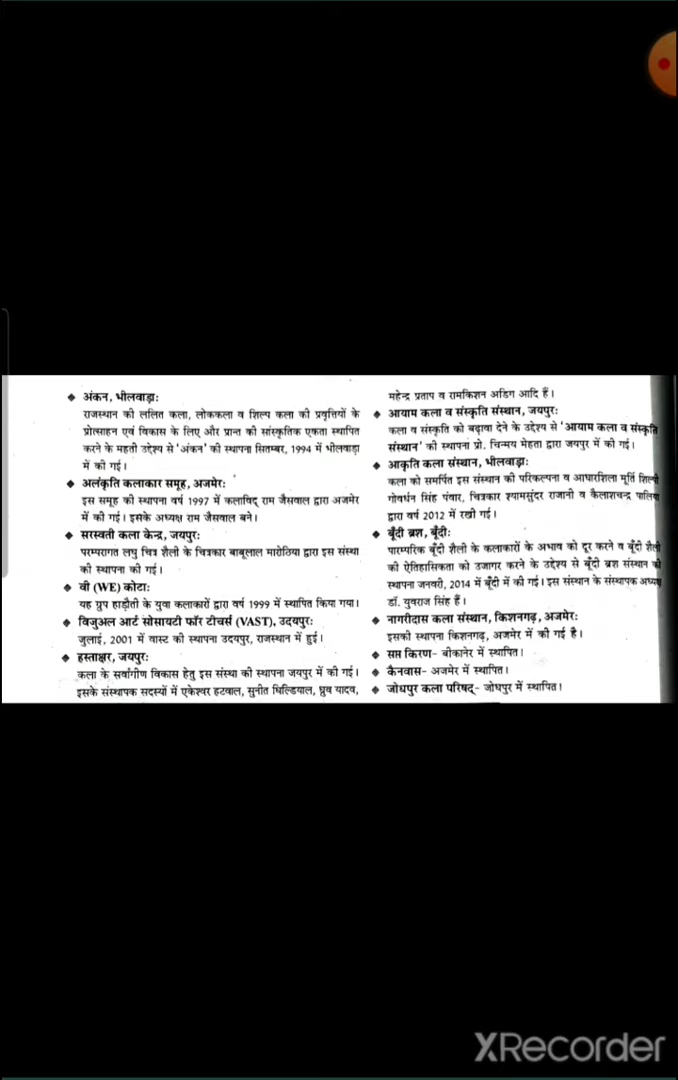 ❖ अंकन, भीलवाड़ाः
राजस्थान की ललित कला, लोककला व शिल्प कला की प्रवृत्तियों के
प्रोत्साहन एवं विकास के लिए और प्रान्त की सांस्कृतिक एकता स्थापित
करने के महती उद्देश्य से 'अंकन' की स्थापना सितम्बर, 1994 में भीलवाड़ा
में की गई।
❖ अलंकृति कलाकार समूह, अजमेरः
इस समूह की स्थापना वर्ष 1997 में कलाविद् राम जैसवाल द्वारा अजमेर
में की गई। इसके अध्यक्ष राम जैसवाल बने।
❖ सरस्वती कला केन्द्र, जयपुरः
परम्परागत लघु चित्र शैली के चित्रकार बाबूलाल मारोठिया द्वारा इस संस्था
की स्थापना की गई।
❖ वी (WE) कोटाः
यह ग्रुप हाड़ौती के युवा कलाकारों द्वारा वर्ष 1999 में स्थापित किया गया।
❖ विजुअल आर्ट सोसायटी फॉर टीचर्स (VAST), उदयपुरः
जुलाई, 2001 में वास्ट की स्थापना उदयपुर, राजस्थान में हुई।
❖ हस्ताक्षर, जयपुरः
कला के सर्वांगीण विकास हेतु इस संस्था की स्थापना जयपुर में की गई।
इसके संस्थापक सदस्यों में एकेश्वर हटवाल, सुनीत घिल्डियाल, ध्रुव यादव,
महेन्द्र प्रताप व रामकिशन अडिग आदि हैं।
❖ आयाम कला व संस्कृति संस्थान, जयपुरः
कला व संस्कृति को बढ़ावा देने के उद्देश्य से 'आयाम कला व संस्कृति
संस्थान' की स्थापना प्रो. चिन्मय मेहता द्वारा जयपुर में की गई।
❖ आकृति कला संस्थान, भीलवाड़ाः
कला को समर्पित इस संस्थान की परिकल्पना व आधारशिला मूर्ति शिल्पी
गोवर्धन सिंह पंवार, चित्रकार श्यामसुंदर राजानी व कैलाशचन्द्र पालिया
द्वारा वर्ष 2012 में रखी गई।
❖ बूँदी ब्रश, बूँदीः
पारम्परिक बूँदी शैली के कलाकारों के अभाव को दूर करने व बूँदी शैली
की ऐतिहासिकता को उजागर करने के उद्देश्य से बूँदी ब्रश संस्थान की
स्थापना जनवरी, 2014 में बूँदी में की गई। इस संस्थान के संस्थापक अध्यक्ष
डॉ. युवराज सिंह हैं।
❖ नागरीदास कला संस्थान, किशनगढ़, अजमेरः
इसकी स्थापना किशनगढ़, अजमेर में की गई है।
❖ सप्त किरण- बीकानेर में स्थापित।
❖ कैनवास- अजमेर में स्थापित।
❖ जोधपुर कला परिषद्- जोधपुर में स्थापित।
XRecorder